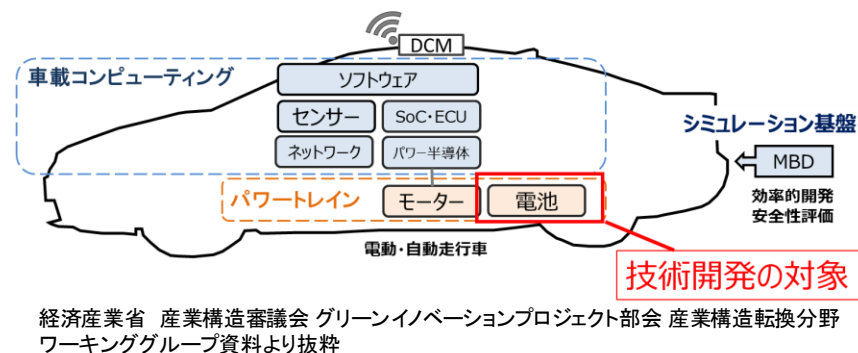 DCM
車載コンピューティング
ソフトウェア
センサー
SoC・ECU
ネットワーク
パワー半導体
シミュレーション基盤
MBD
効率的開発
安全性評価
パワートレイン
モーター
電池
電動・自動走行車
技術開発の対象
経済産業省 産業構造審議会 グリーンイノベーションプロジェクト部会 産業構造転換分野
ワーキンググループ資料より抜粋